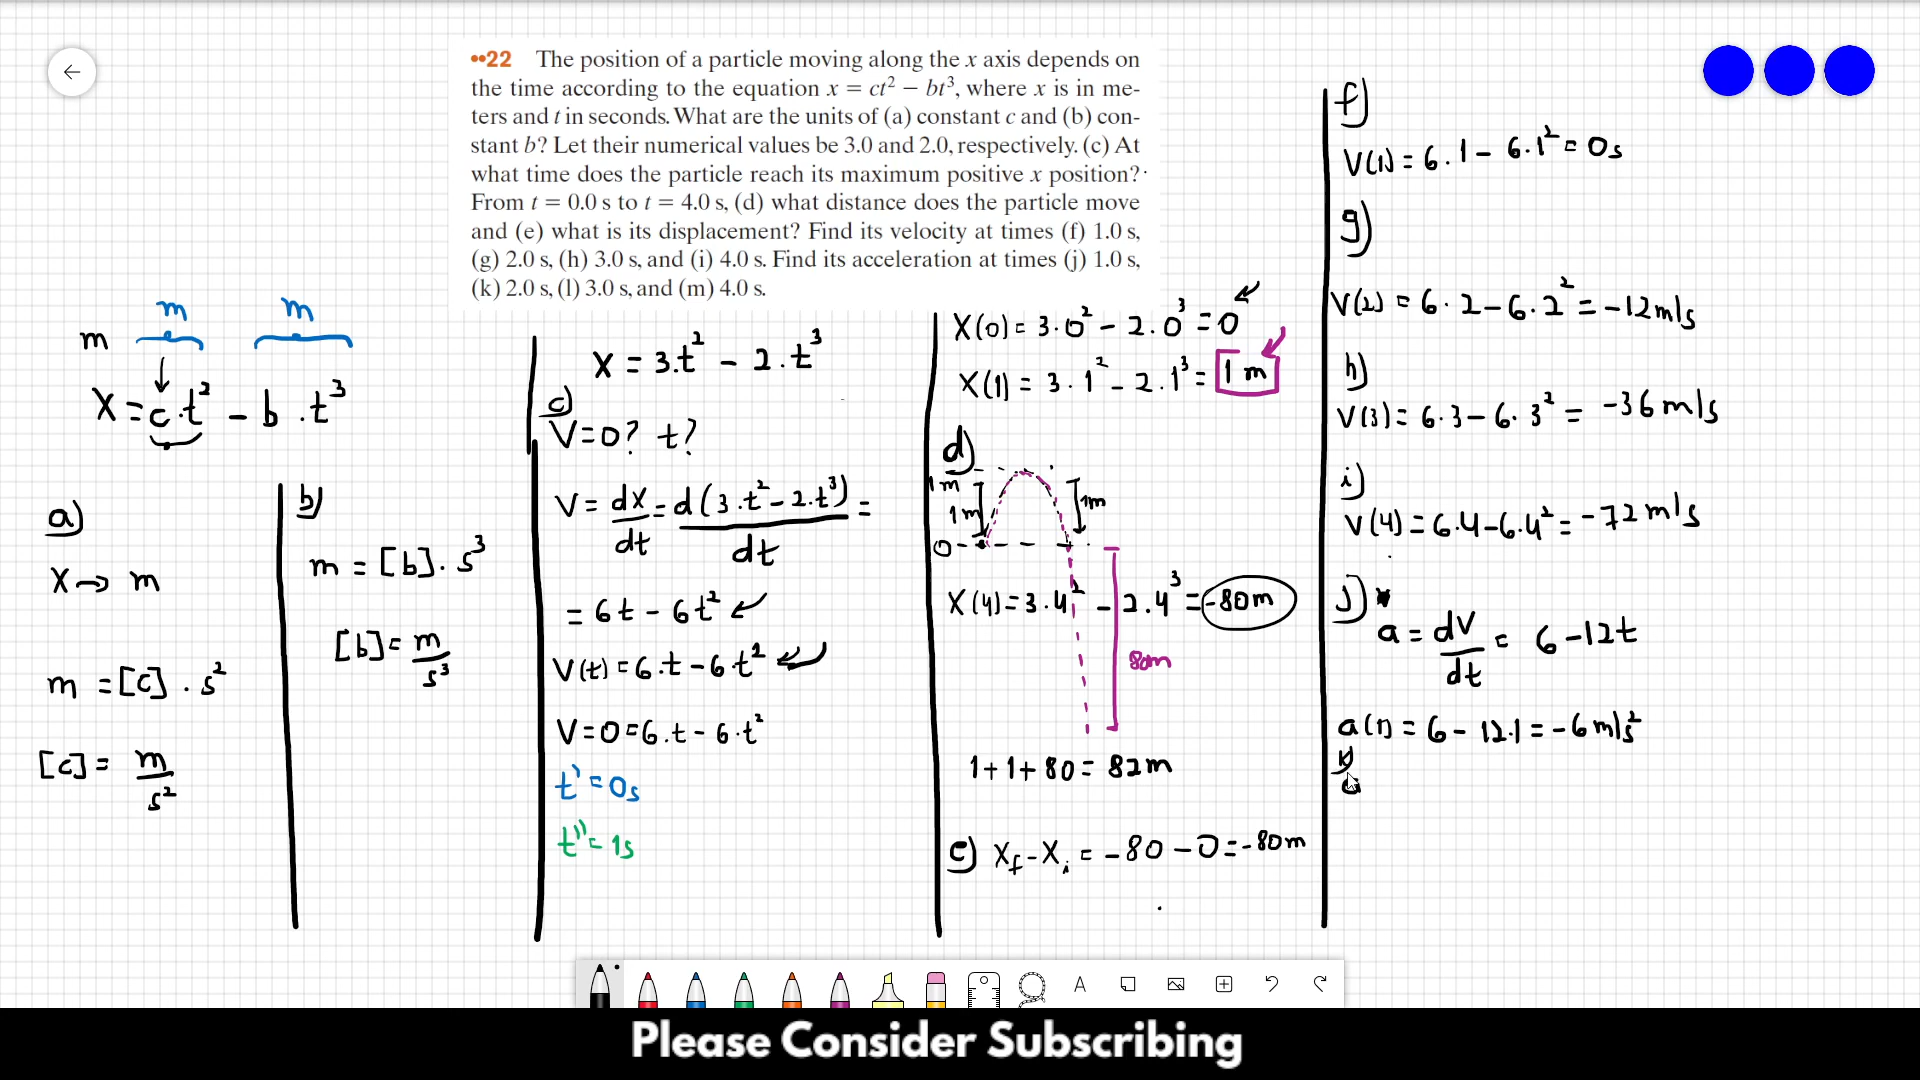 ••22 The position of a particle moving along the x axis depends on
the time according to the equation x = ct² − bt³, where x is in me-
ters and t in seconds. What are the units of (a) constant c and (b) con-
stant b? Let their numerical values be 3.0 and 2.0, respectively. (c) At
what time does the particle reach its maximum positive x position?
From t = 0.0 s to t = 4.0 s, (d) what distance does the particle move
and (e) what is its displacement? Find its velocity at times (f) 1.0 s,
(g) 2.0 s, (h) 3.0 s, and (i) 4.0 s. Find its acceleration at times (j) 1.0 s,
(k) 2.0 s, (l) 3.0 s, and (m) 4.0 s.
m m
m
X = c.t² - b.t³
a)
X → m
m = [c] . s²
[c] = m/s²
b)
m = [b] . s³
[b] = m/s³
X = 3.t² - 2.t³
c)
V=0? t?
V = dx/dt = d(3.t² - 2.t³)/dt =
= 6t - 6t²
V(t) = 6.t - 6.t²
V=0=6.t - 6.t²
t' = 0s
t'' = 1s
X(0) = 3.0² - 2.0³ = 0
X(1) = 3.1² - 2.1³ = 1 m
d)
1m
1m 1m
0
X(4) = 3.4² - 2.4³ = -80m
80m
1+1+80 = 82m
e) Xf - Xi = -80 - 0 = -80m
f)
V(1) = 6.1 - 6.1² = 0s
g)
V(2) = 6.2 - 6.2² = -12m/s
h)
V(3) = 6.3 - 6.3² = -36m/s
i)
V(4) = 6.4 - 6.4² = -72m/s
J)
a = dV/dt = 6 - 12t
a(1) = 6 - 12.1 = -6m/s²
k)
Please Consider Subscribing